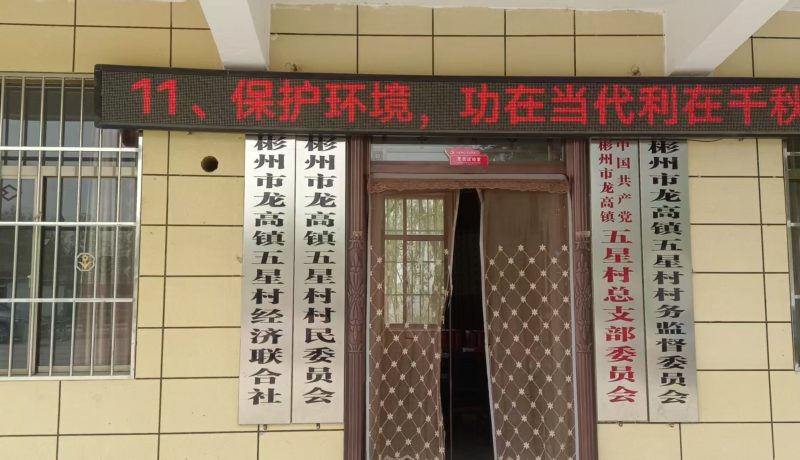 11、保护环境，功在当代利在千秋
彬州市龙高镇五星村经济联合社
彬州市龙高镇五星村村民委员会
中国共产党
彬州市龙高镇
五星村总支部委员会
彬州市龙高镇五星村村务监督委员会